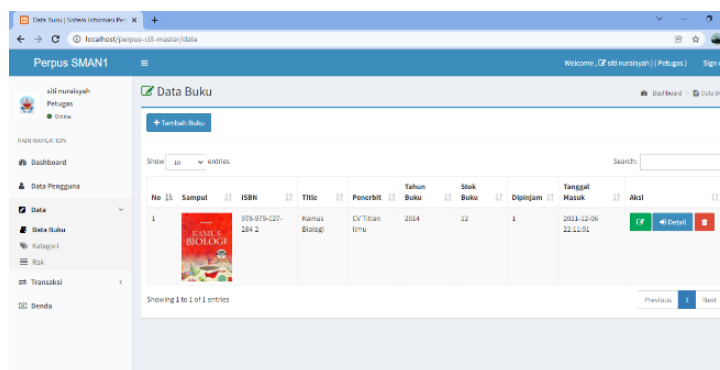 Data Buku | Sistem Informasi Per
localhost/perpus-ci3-master/data
Perpus SMAN1
Welcome, siti nuraisyah | ( Petugas )
Sign
siti nuraisyah
Petugas
Online
MAIN NAVIGATION
Dashboard
Data Pengguna
Data
Data Buku
Kategori
Rak
Transaksi
Denda
Data Buku
Dashboard > Data
+ Tambah Buku
Show 10 entries
Search:
No Sampul ISBN Title Penerbit Tahun Buku Stok Buku Dipinjam Tanggal Masuk Aksi
1 KAMUS BIOLOGI 978-979-027-284-2 Kamus Biologi CV Titian Ilmu 2014 12 1 2021-12-06 22:11:01 Detail
Showing 1 to 1 of 1 entries
Previous 1 Next